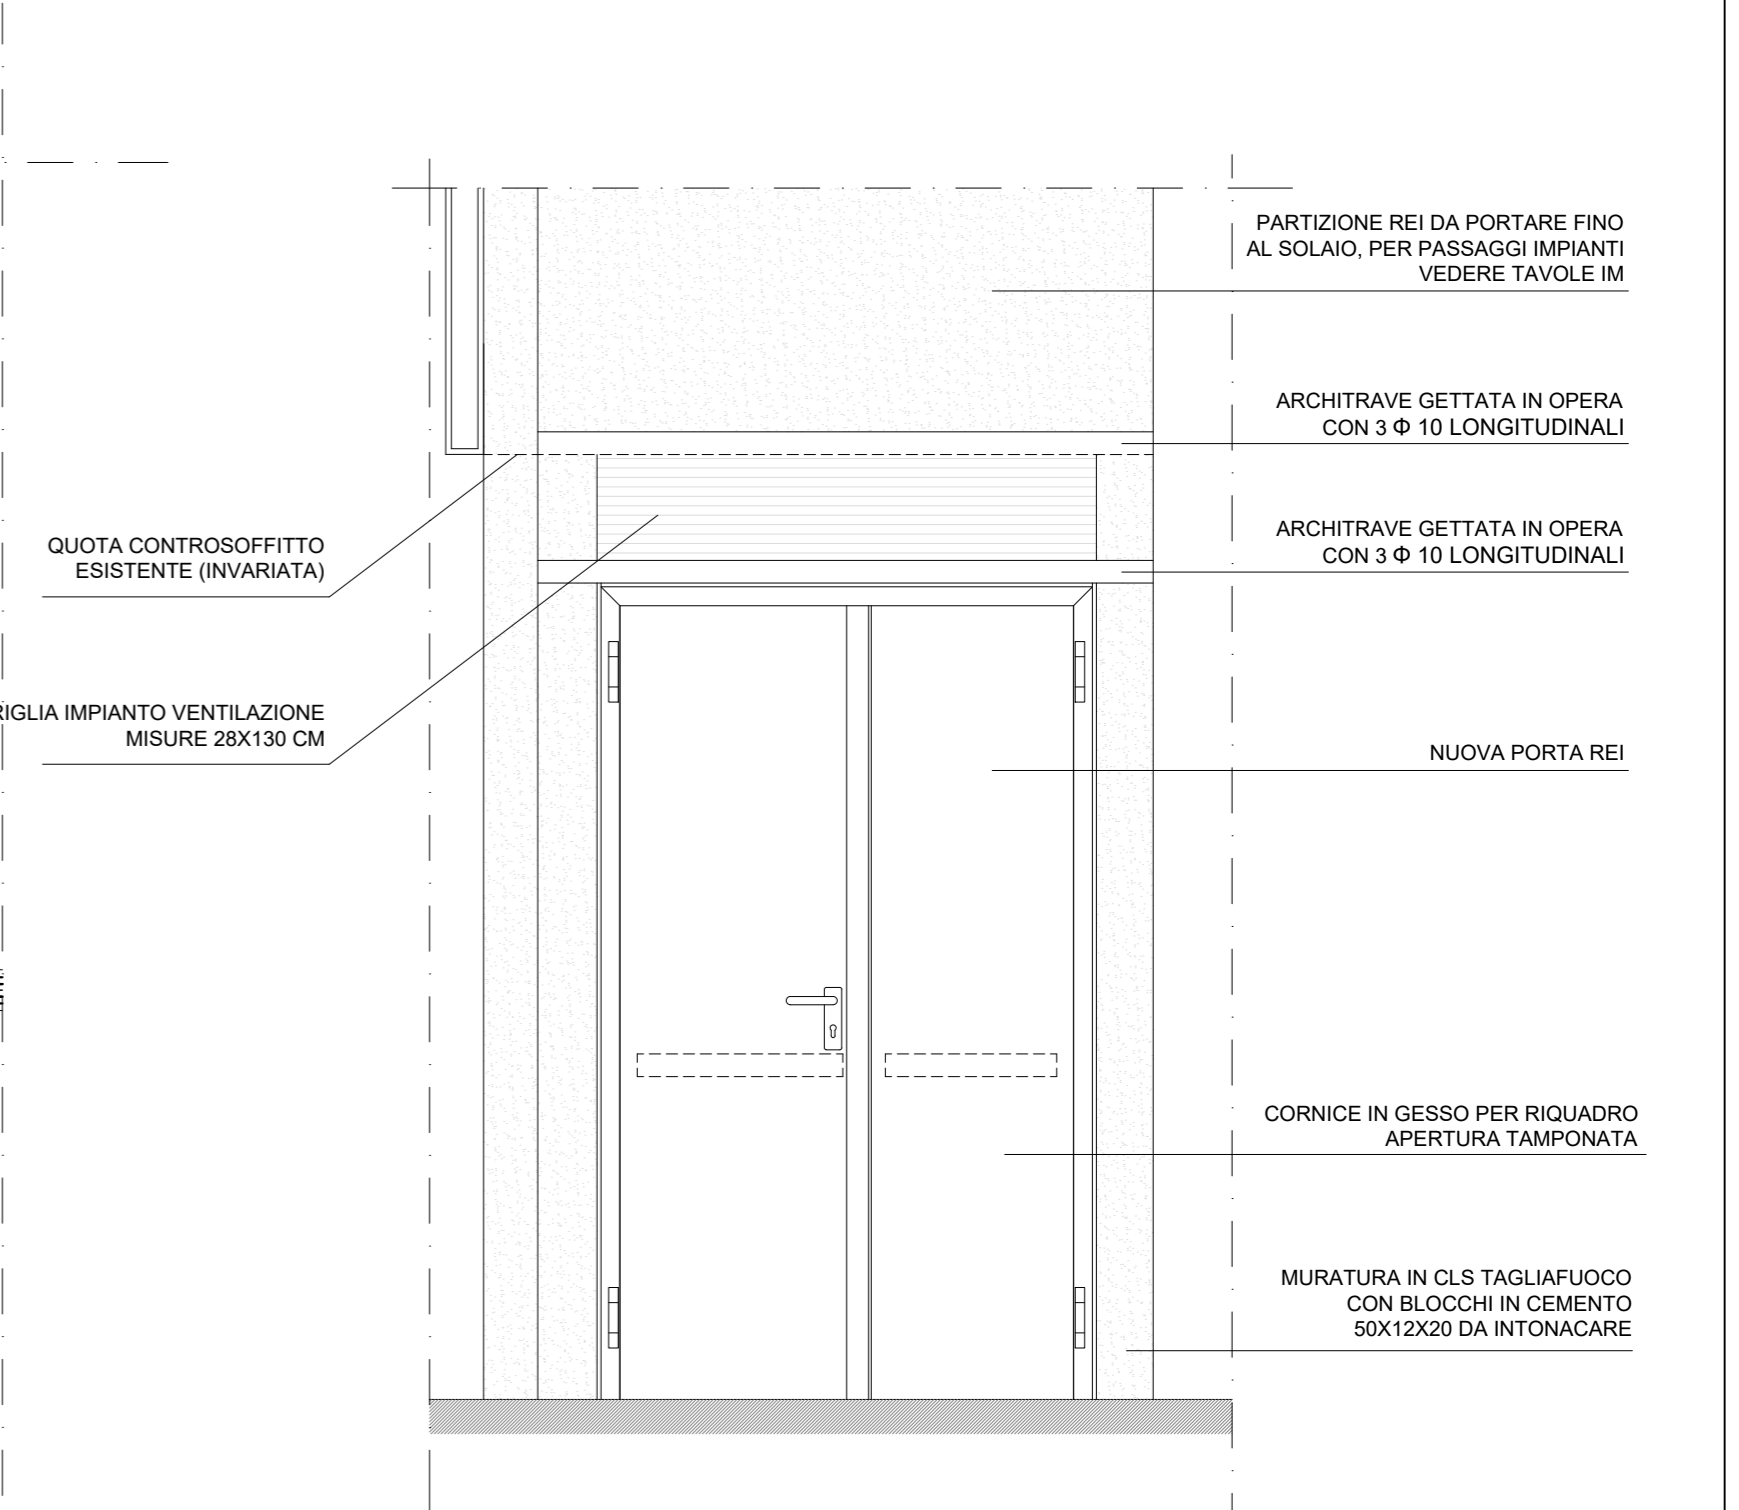 PARTIZIONE REI DA PORTARE FINO
AL SOLAIO, PER PASSAGGI IMPIANTI
VEDERE TAVOLE IM
ARCHITRAVE GETTATA IN OPERA
CON 3 Φ 10 LONGITUDINALI
QUOTA CONTROSOFFITTO
ESISTENTE (INVARIATA)
ARCHITRAVE GETTATA IN OPERA
CON 3 Φ 10 LONGITUDINALI
IMPIANTO VENTILAZIONE
MISURE 28X130 CM
NUOVA PORTA REI
CORNICE IN GESSO PER RIQUADRO
APERTURA TAMPONATA
MURATURA IN CLS TAGLIAFUOCO
CON BLOCCHI IN CEMENTO
50X12X20 DA INTONACARE